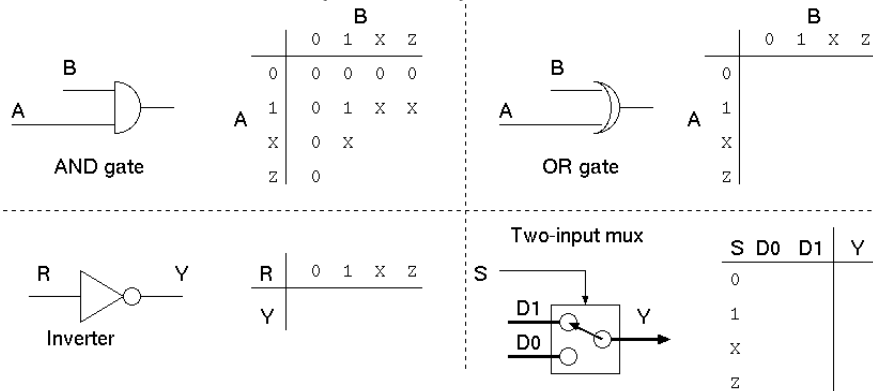 B
0 1 X Z
A
0 0 0 0 0
1 0 1 X X
X 0 X
Z 0
B
A
AND gate
B
0 1 X Z
A
0
1
X
Z
B
A
OR gate
R
Y
Inverter
R 0 1 X Z
Y
Two-input mux
S
D1
D0
Y
S D0 D1 Y
0
1
X
Z